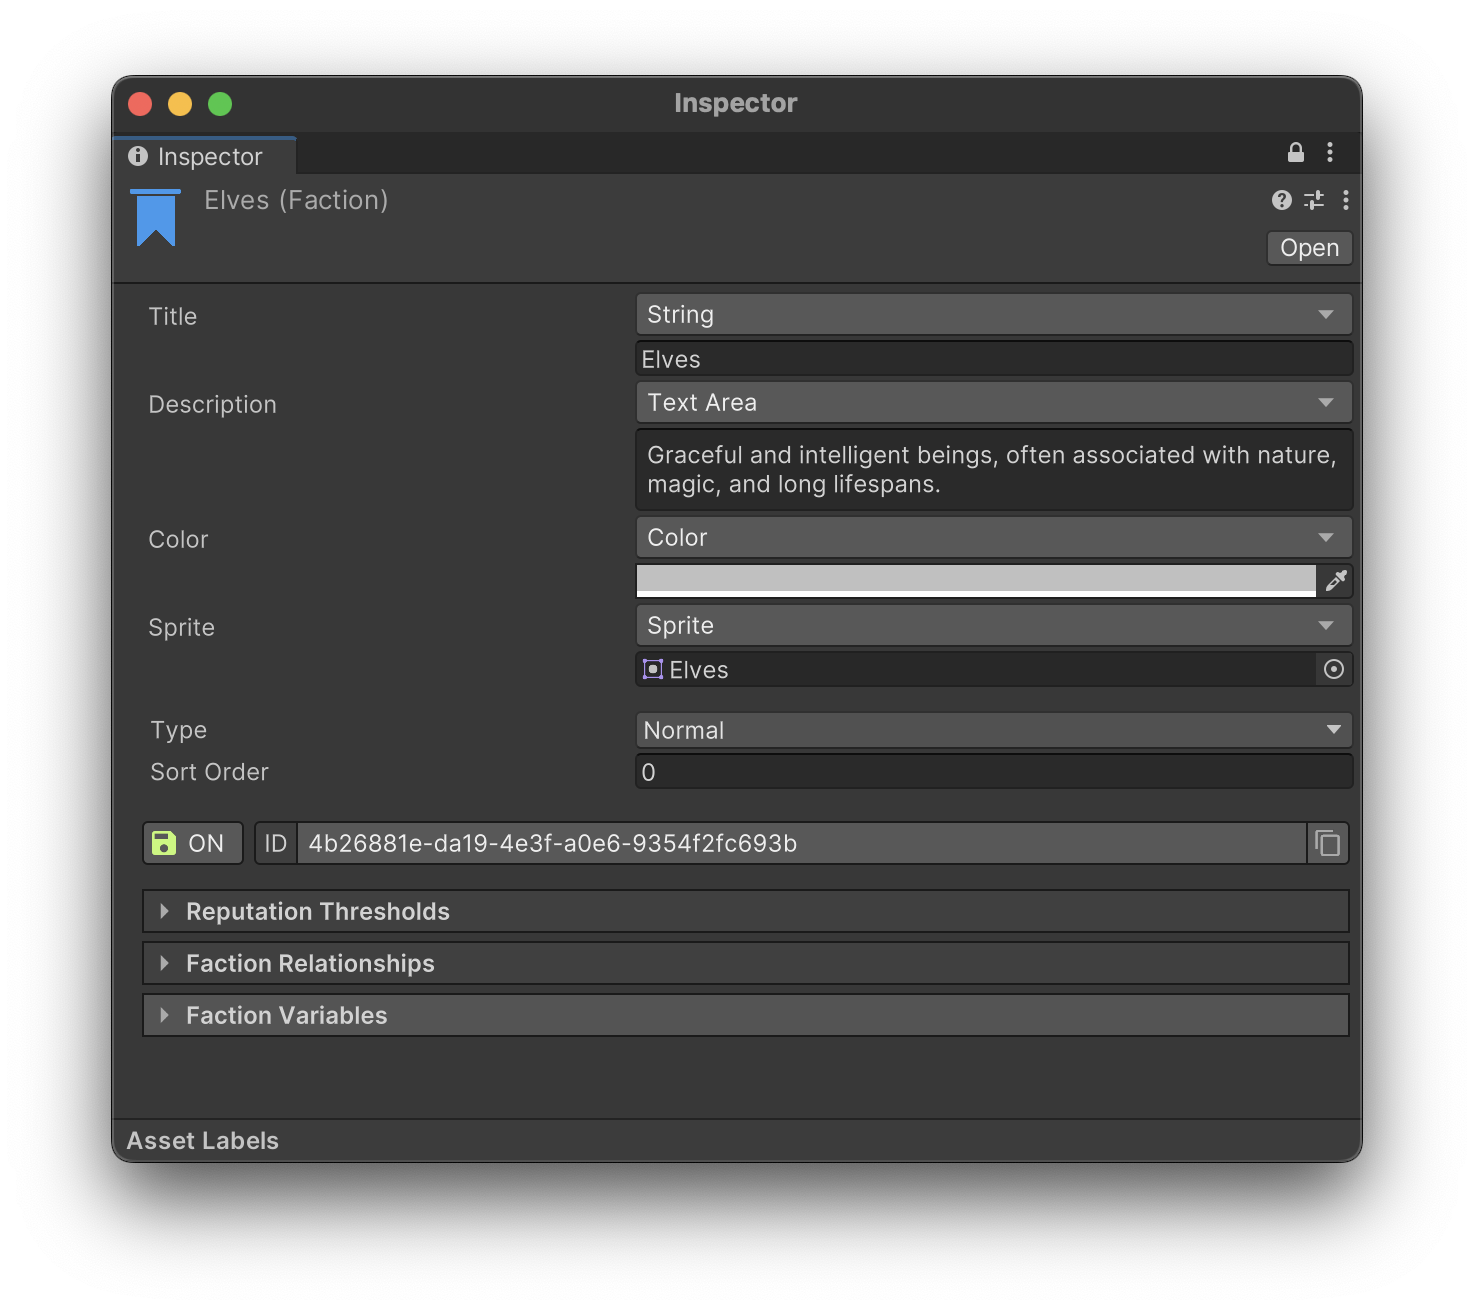 Inspector
Inspector
Elves (Faction)
Open
Title
String
Elves
Description
Text Area
Graceful and intelligent beings, often associated with nature,
magic, and long lifespans.
Color
Color
Sprite
Sprite
Elves
Type
Normal
Sort Order
0
ON
ID
4b26881e-da19-4e3f-a0e6-9354f2fc693b
Reputation Thresholds
Faction Relationships
Faction Variables
Asset Labels